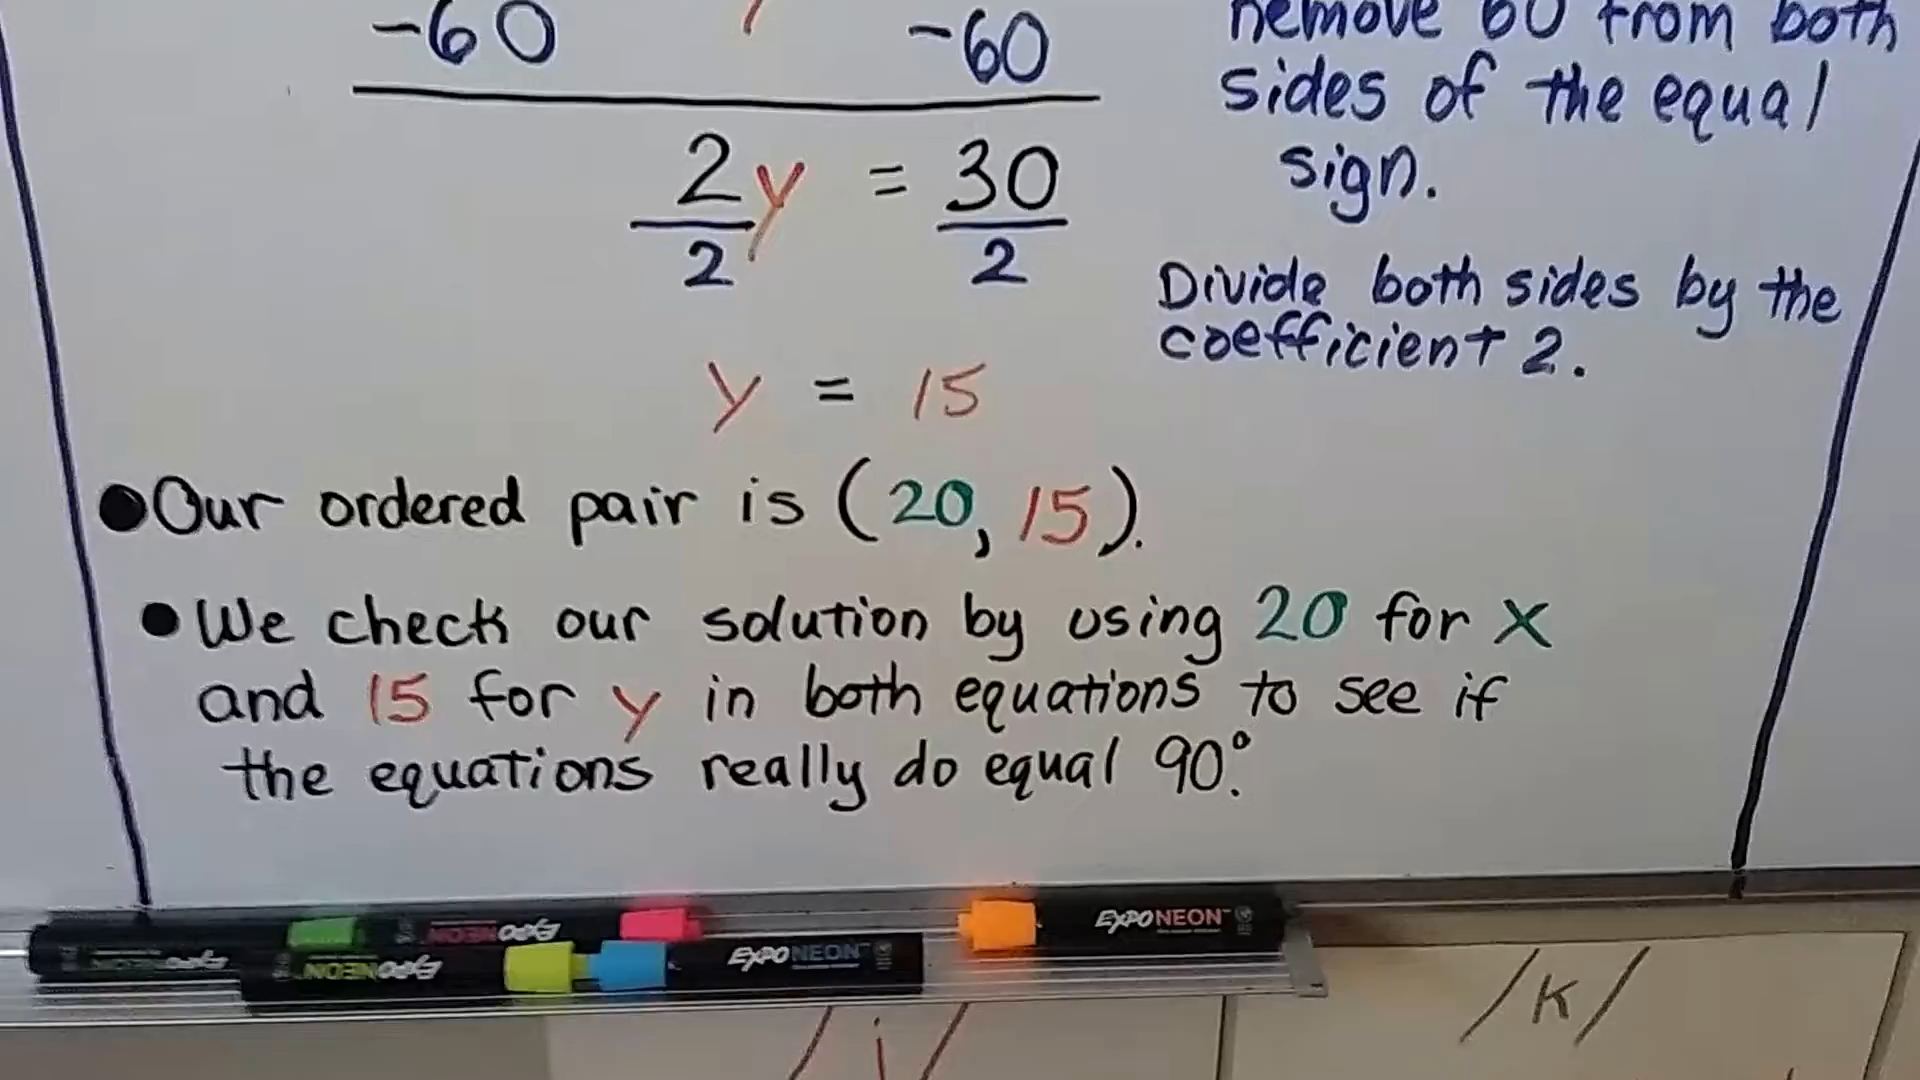 -60 -60
2y = 30
2 2
y = 15
Remove 60 from both
sides of the equal
sign.
Divide both sides by the
coefficient 2.
●Our ordered pair is (20, 15).
●We check our solution by using 20 for x
and 15 for y in both equations to see if
the equations really do equal 90°.
EXPO NEON
EXPO NEON
EXPO NEON
EXPO NEON
EXPO NEON
/i/
/K/